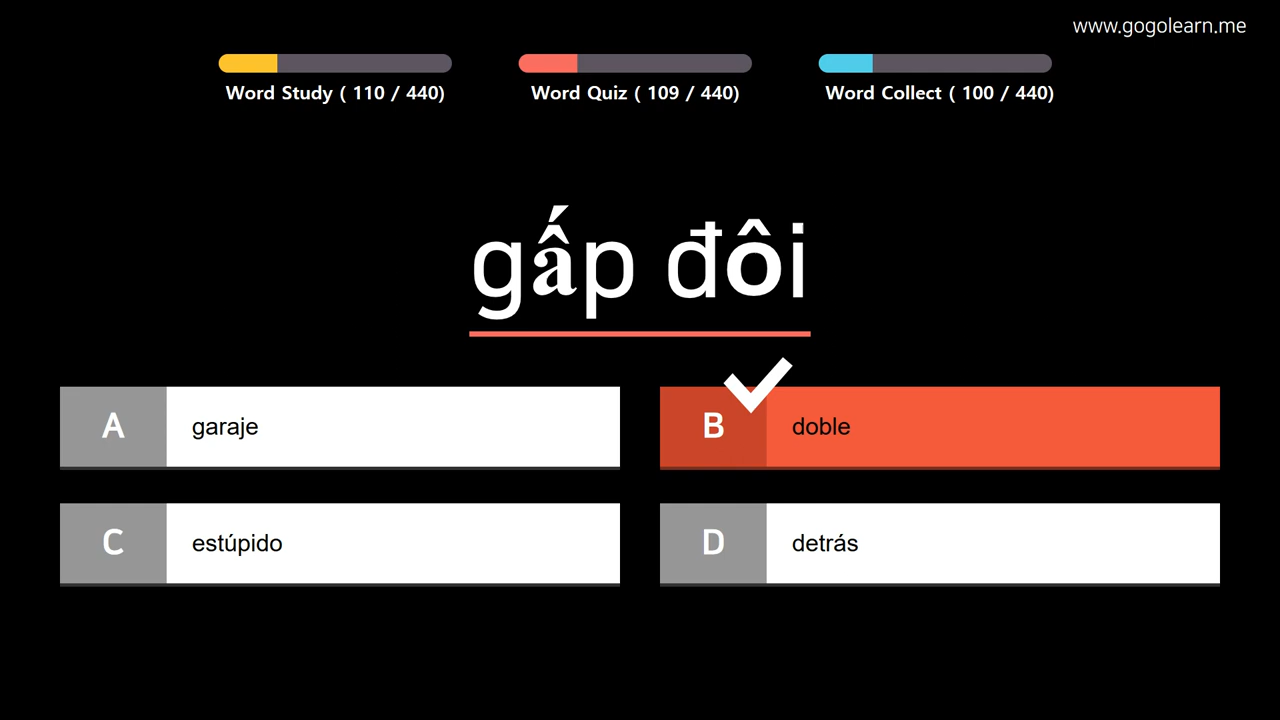 www.gogolearn.me
Word Study ( 110 / 440)
Word Quiz ( 109 / 440)
Word Collect ( 100 / 440)
gấp đôi
A garaje
B doble
C estúpido
D detrás